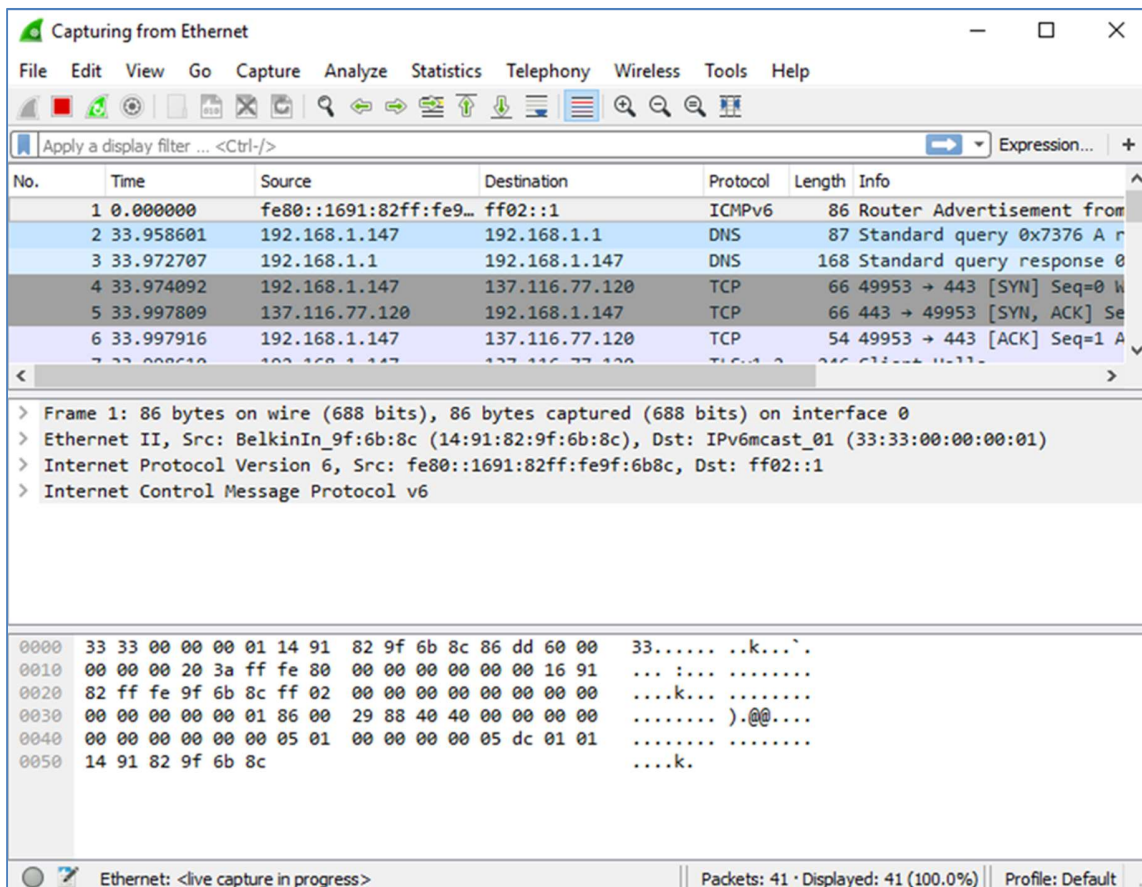 Capturing from Ethernet
File Edit View Go Capture Analyze Statistics Telephony Wireless Tools Help
Apply a display filter ... <Ctrl-/> Expression... +
No. Time Source Destination Protocol Length Info
1 0.000000 fe80::1691:82ff:fe9… ff02::1 ICMPv6 86 Router Advertisement from
2 33.958601 192.168.1.147 192.168.1.1 DNS 87 Standard query 0x7376 A r
3 33.972707 192.168.1.1 192.168.1.147 DNS 168 Standard query response 0
4 33.974092 192.168.1.147 137.116.77.120 TCP 66 49953 → 443 [SYN] Seq=0 W
5 33.997809 137.116.77.120 192.168.1.147 TCP 66 443 → 49953 [SYN, ACK] Se
6 33.997916 192.168.1.147 137.116.77.120 TCP 54 49953 → 443 [ACK] Seq=1 A
> Frame 1: 86 bytes on wire (688 bits), 86 bytes captured (688 bits) on interface 0
> Ethernet II, Src: BelkinIn_9f:6b:8c (14:91:82:9f:6b:8c), Dst: IPv6mcast_01 (33:33:00:00:00:01)
> Internet Protocol Version 6, Src: fe80::1691:82ff:fe9f:6b8c, Dst: ff02::1
> Internet Control Message Protocol v6
0000 33 33 00 00 00 01 14 91 82 9f 6b 8c 86 dd 60 00 33...... ..k...`.
0010 00 00 00 20 3a ff fe 80 00 00 00 00 00 00 16 91 ... :... ........
0020 82 ff fe 9f 6b 8c ff 02 00 00 00 00 00 00 00 00 ....k... ........
0030 00 00 00 00 00 01 86 00 29 88 40 40 00 00 00 00 ........ ).@@....
0040 00 00 00 00 00 00 05 01 00 00 00 00 05 dc 01 01 ........ ........
0050 14 91 82 9f 6b 8c ....k.
Ethernet: <live capture in progress> Packets: 41 · Displayed: 41 (100.0%) Profile: Default